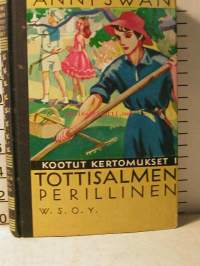 ANNI SWAN
KOOTUT KERTOMUKSET I
TOTTISALMEN
PERILLINEN
W. S. O. Y.